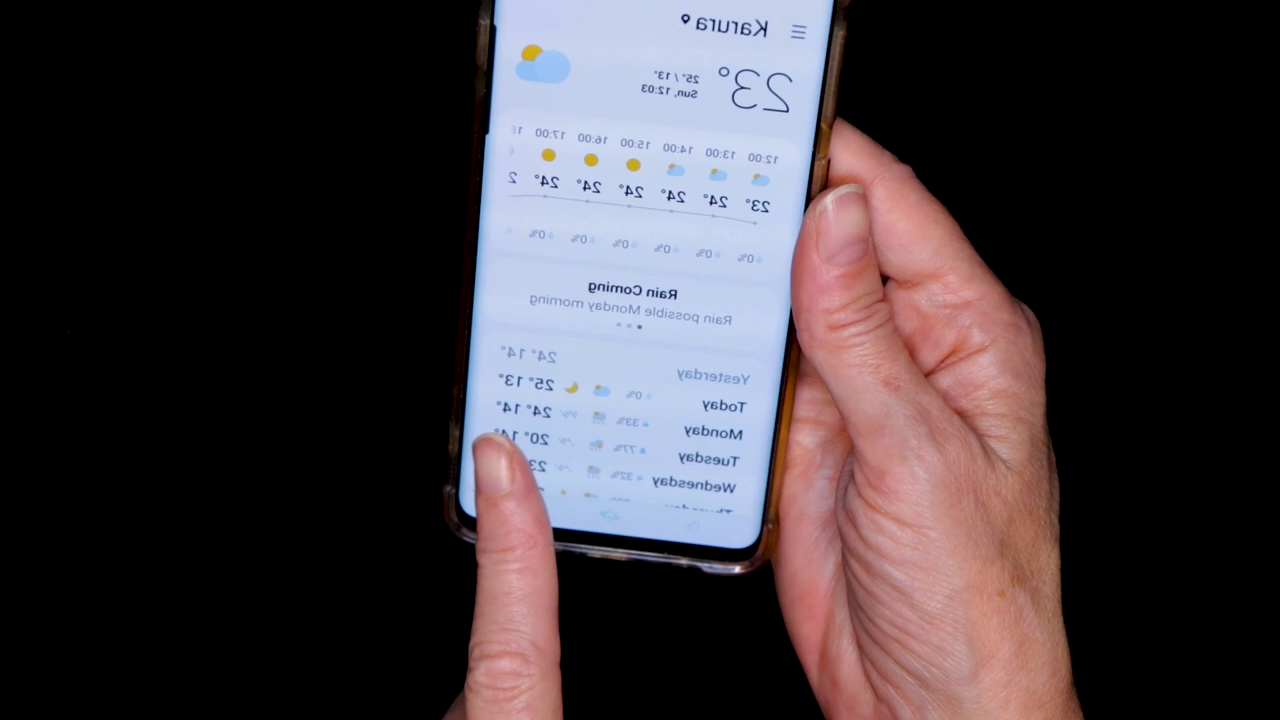 Karura
23° 25° / 13°
Sun, 12:03
12:00 13:00 14:00 15:00 16:00 17:00
23° 24° 24° 24° 24° 24°
0% 0% 0% 0% 0% 0%
Rain Coming
Rain possible Monday morning
Yesterday 24° 14°
Today 0% 25° 13°
Monday 33% 24° 14°
Tuesday 77% 20° 14°
Wednesday 32% 23°